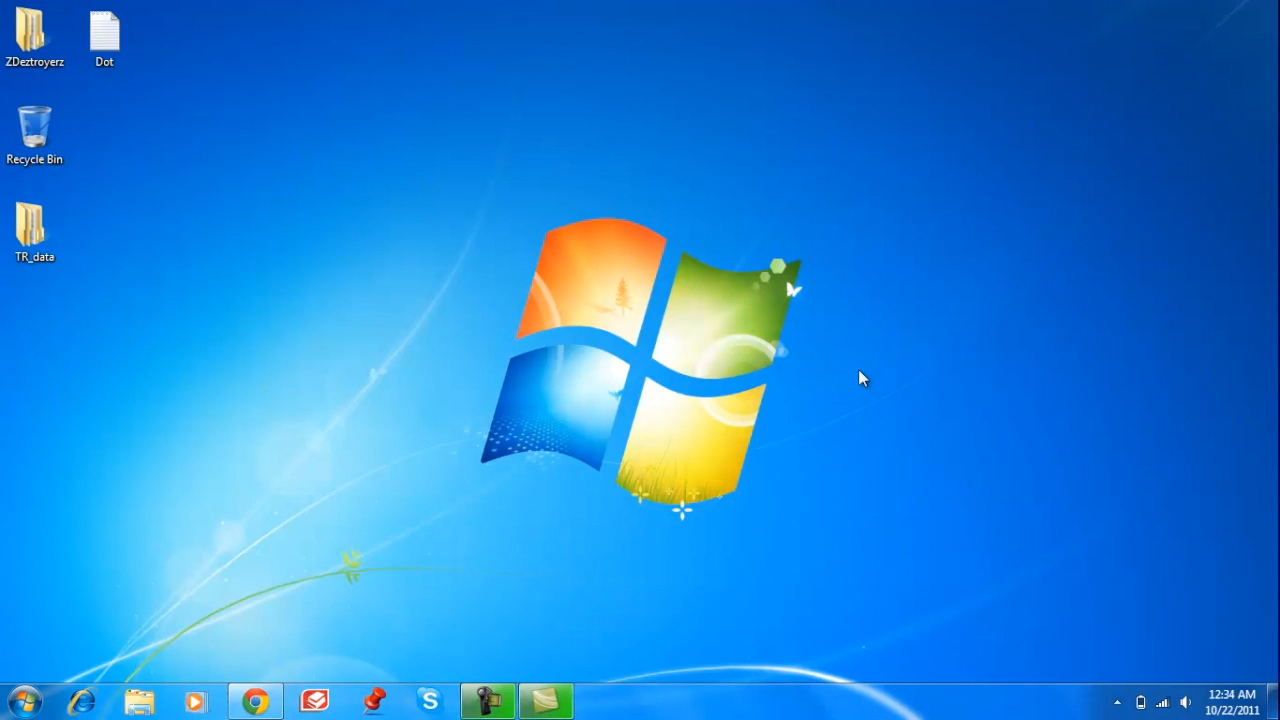 ZDeztroyerz
Dot
Recycle Bin
TR_data
S
12:34 AM
10/22/2011